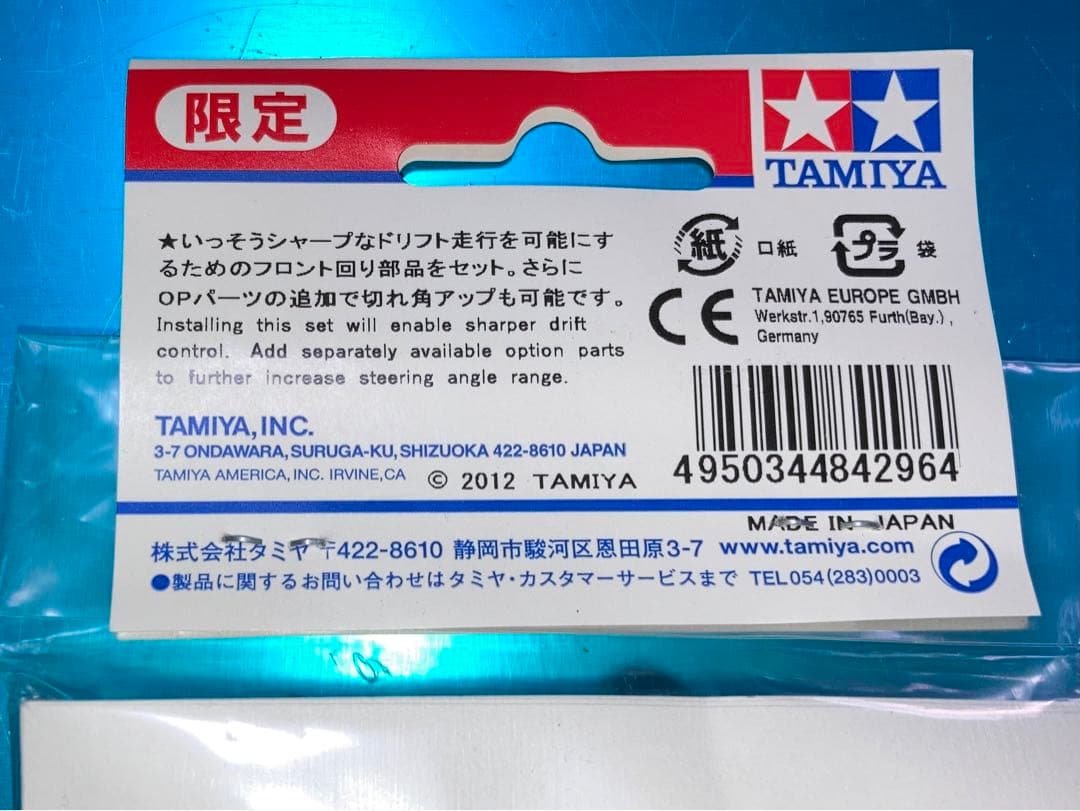 限定
TAMIYA
★いっそうシャープなドリフト走行を可能にす
るためのフロント回り部品をセット。さらに
OPパーツの追加で切れ角アップも可能です。
Installing this set will enable sharper drift
control. Add separately available option parts
to further increase steering angle range.
紙 口紙 プラ 袋
CE TAMIYA EUROPE GMBH
Werkstr.1,90765 Furth(Bay.),
Germany
4950344842964
TAMIYA, INC.
3-7 ONDAWARA, SURUGA-KU, SHIZUOKA 422-8610 JAPAN
TAMIYA AMERICA, INC. IRVINE, CA © 2012 TAMIYA
MADE IN JAPAN
株式会社タミヤ 〒422-8610 静岡市駿河区恩田原3-7 www.tamiya.com
●製品に関するお問い合わせはタミヤ・カスタマーサービスまで TEL054(283)0003